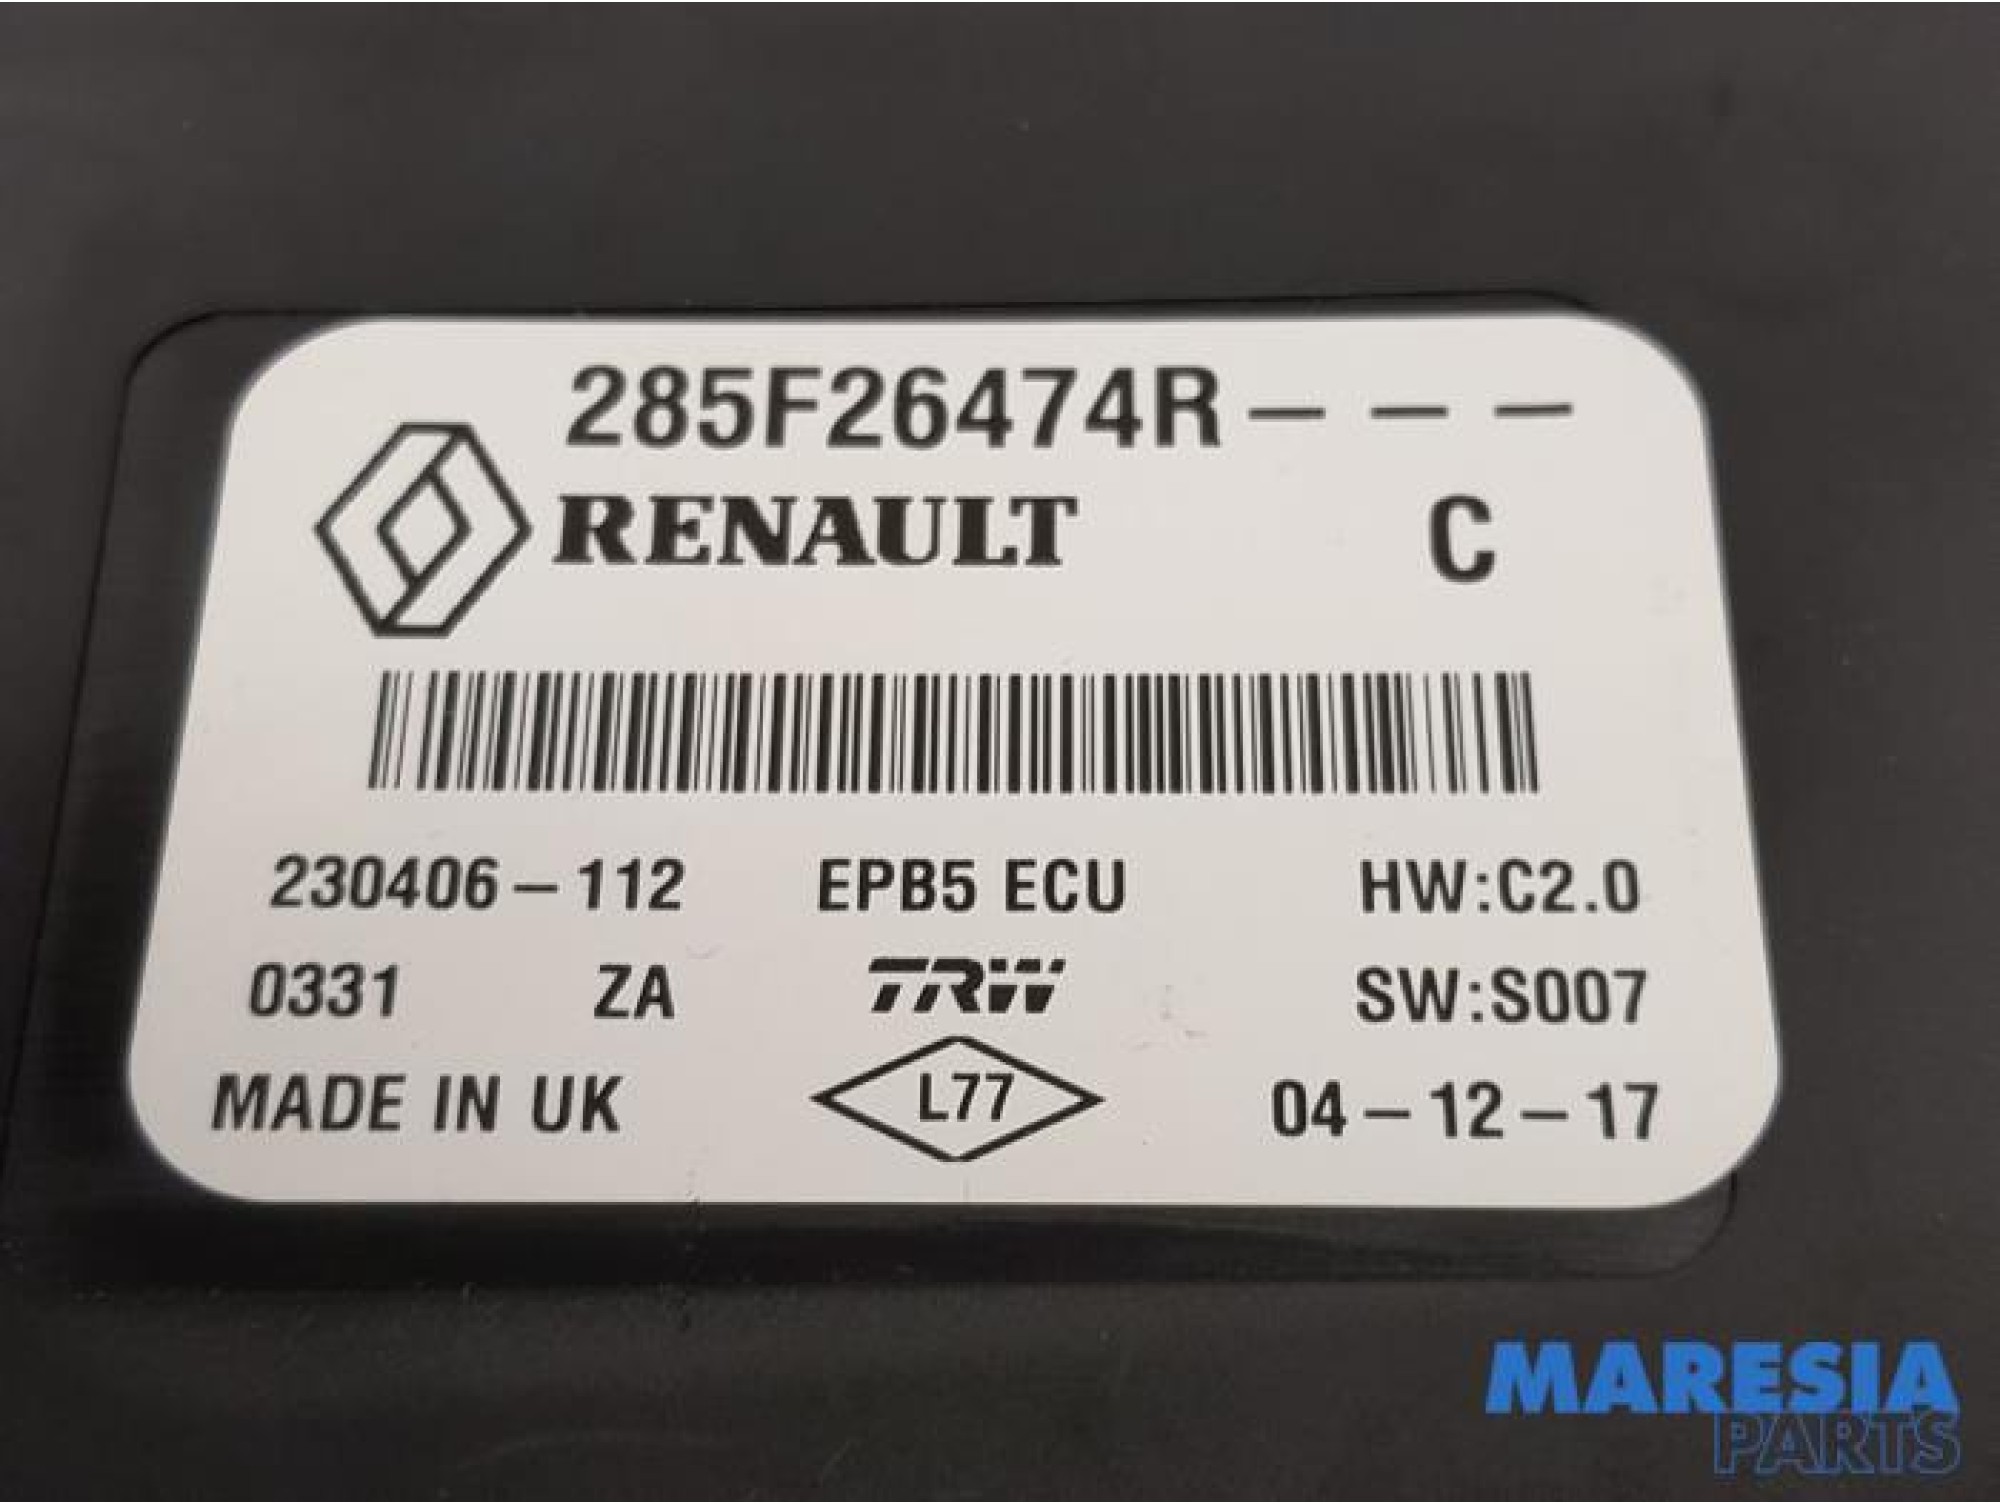 285F26474R– – –
RENAULT C
230406–112 EPB5 ECU HW:C2.0
0331 ZA TRW SW:S007
MADE IN UK L77 04–12–17
MARESIA
PARTS